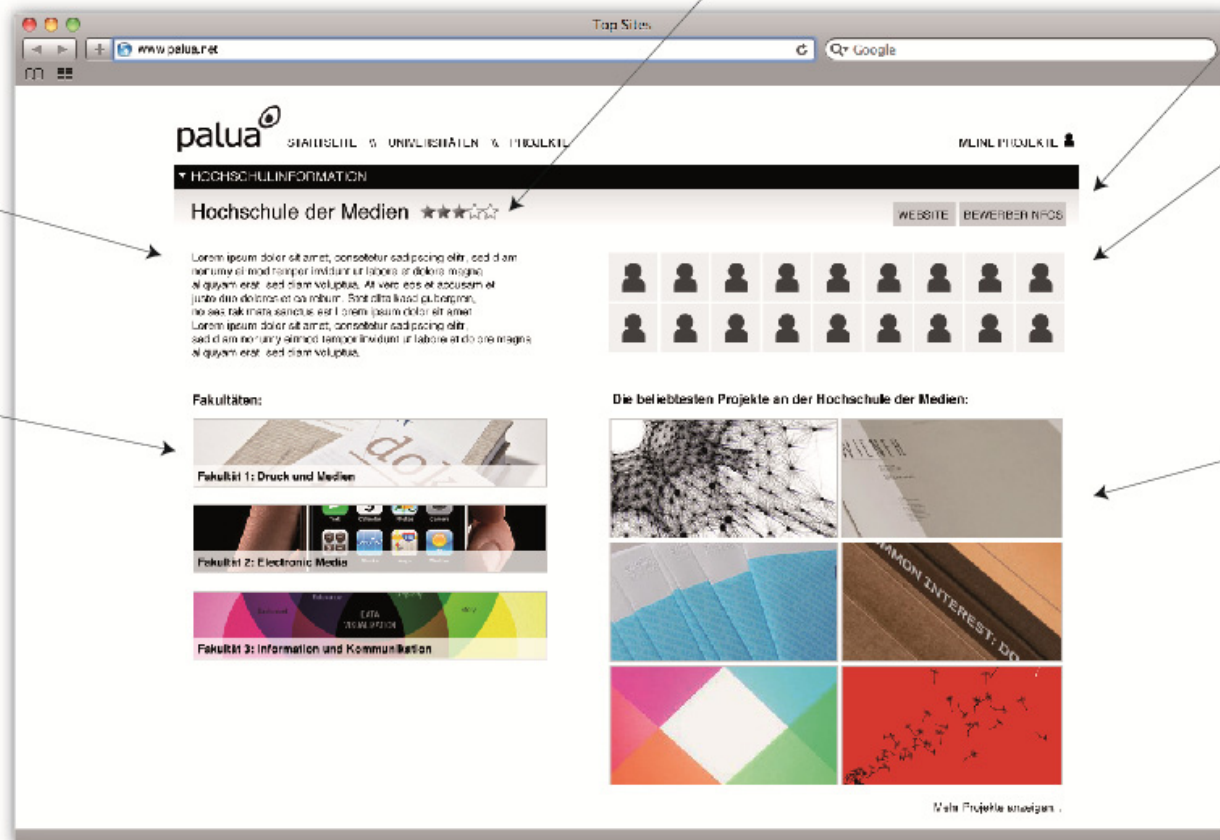 Top Sites
www.palua.net
Google
palua
STARTSEITE \\ UNIVERSITÄTEN \\ PROJEKTE
MEINE PROJEKTE
HOCHSCHULINFORMATION
Hochschule der Medien
WEBSITE
BEWERBER NFOS
Lorem ipsum dolor sit amet, consetetur sadipscing elitr, sed diam
nonumy eirmod tempor invidunt ut labore et dolore magna
aliquyam erat, sed diam voluptua. At vero eos et accusam et
justo duo dolores et ea rebum. Stet clita kasd gubergren,
no sea takimata sanctus est Lorem ipsum dolor sit amet
Lorem ipsum dolor sit amet, consetetur sadipscing elitr,
sed diam nonumy eirmod tempor invidunt ut labore et dolore magna
aliquyam erat, sed diam voluptua.
Fakultäten:
dok
Fakultät 1: Druck und Medien
Text
Calendar
Fakultät 2: Electronic Media
DATA
VISUALIZATION
Fakultät 3: Information und Kommunikation
Die beliebtesten Projekte an der Hochschule der Medien:
COMMON INTEREST: DO
Mehr Projekte anzeigen...